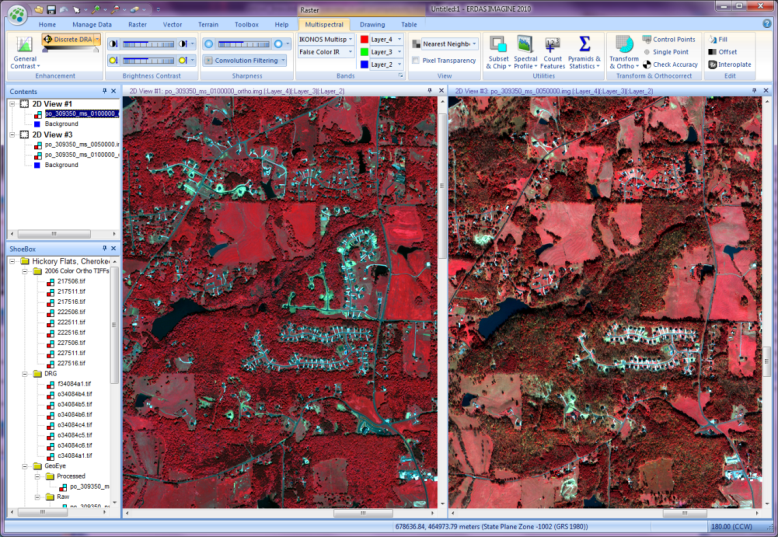 Raster
Untitled:1 - ERDAS IMAGINE 2010
Home Manage Data Raster Vector Terrain Toolbox Help Multispectral Drawing Table
General Contrast
Discrete DRA
Enhancement
Brightness Contrast
Convolution Filtering
Sharpness
IKONOS Multisp
False Color IR
Layer_4
Layer_3
Layer_2
Bands
Nearest Neighb
Pixel Transparency
View
Subset & Chip
Spectral Profile
Count Features
Pyramids & Statistics
Utilities
Transform & Ortho
Control Points
Single Point
Check Accuracy
Transform & Orthocorrect
Fill
Offset
Interpolate
Edit
Contents
2D View #1
po_309350_ms_0100000_
Background
2D View #3
po_309350_ms_0050000.
po_309350_ms_0100000_
Background
ShoeBox
Hickory Flats, Cheroke
2006 Color Ortho TIFFs
217506.tif
217511.tif
217516.tif
222506.tif
222511.tif
222516.tif
227506.tif
227511.tif
227516.tif
DRG
f34084a1.tif
o34084b4.tif
o34084b5.tif
o34084b6.tif
o34084c4.tif
o34084c5.tif
o34084c6.tif
c34084a1.tif
GeoEye
Processed
po_309350_m
Raw
2D View #1: po_309350_ms_0100000_ortho.img (:Layer_4)(:Layer_3)(:Layer_2)
2D View #3: po_309350_ms_0050000.img (:Layer_4)(:Layer_3)(:Layer_2)
678636.84, 464973.79 meters (State Plane Zone -1002 (GRS 1980))
180.00 (CCW)